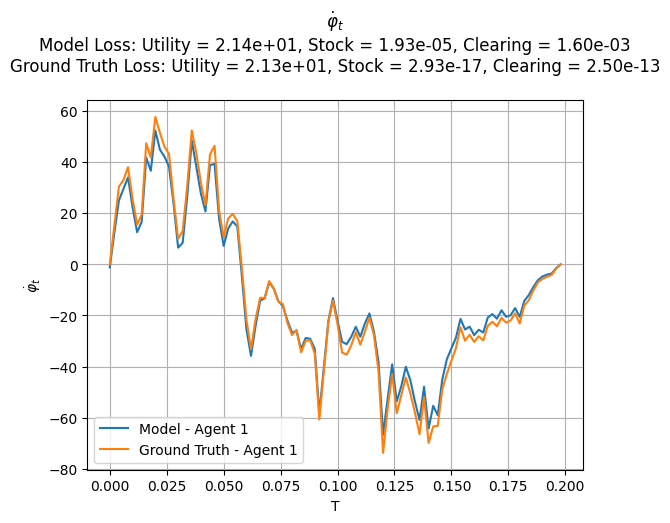 φ̇t
Model Loss: Utility = 2.14e+01, Stock = 1.93e-05, Clearing = 1.60e-03
Ground Truth Loss: Utility = 2.13e+01, Stock = 2.93e-17, Clearing = 2.50e-13
60
40
20
0
−20
−40
−60
−80
φ̇t
Model - Agent 1
Ground Truth - Agent 1
0.000 0.025 0.050 0.075 0.100 0.125 0.150 0.175 0.200
T